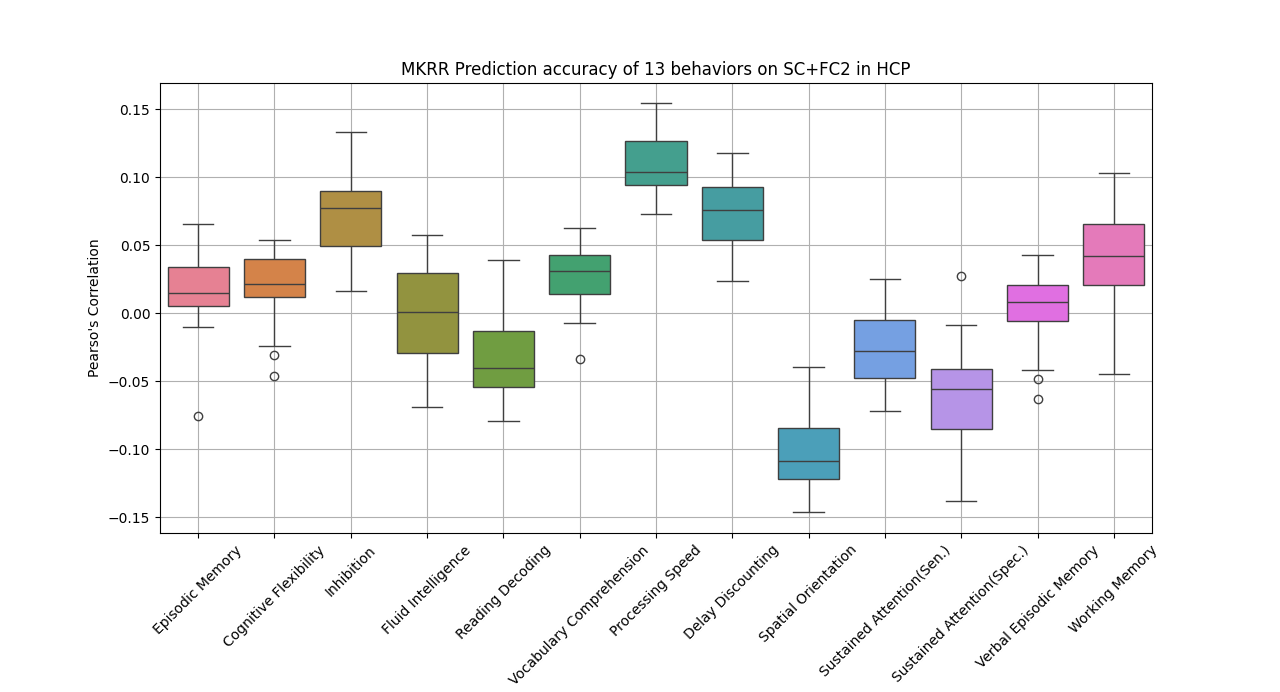 MKRR Prediction accuracy of 13 behaviors on SC+FC2 in HCP
Pearso's Correlation
0.15
0.10
0.05
0.00
−0.05
−0.10
−0.15
Episodic Memory
Cognitive Flexibility
Inhibition
Fluid Intelligence
Reading Decoding
Vocabulary Comprehension
Processing Speed
Delay Discounting
Spatial Orientation
Sustained Attention(Sen.)
Sustained Attention(Spec.)
Verbal Episodic Memory
Working Memory